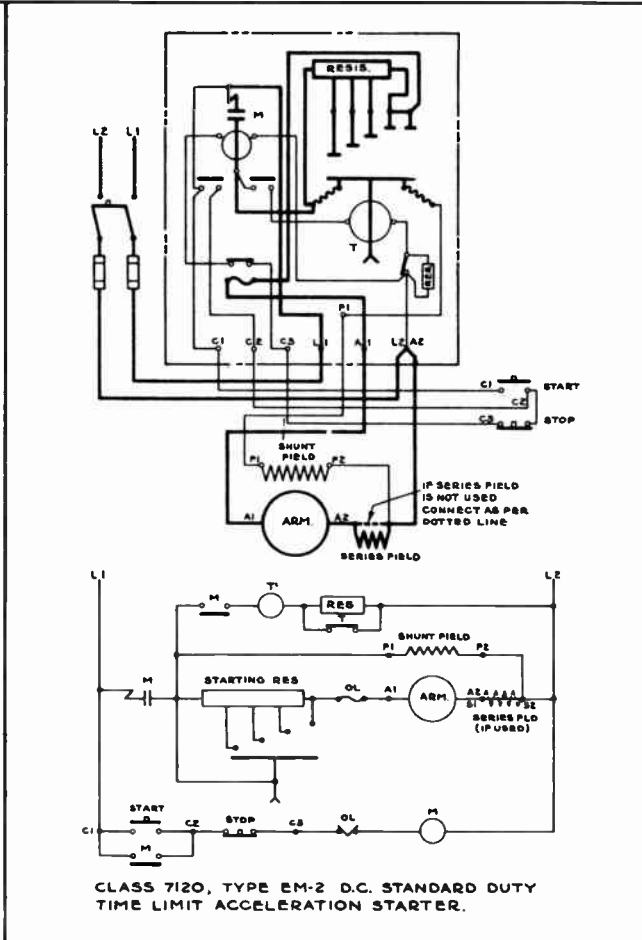 RESIS.
M
L2 L1
T
RES
P1
C1 C2 C3 L1 A1 L2 A2
C1 START
C2
C3 STOP
SHUNT
FIELD
P1 P2
IF SERIES FIELD
IS NOT USED
CONNECT AS PER
DOTTED LINE
A1 ARM. A2
SERIES FIELD
L1 L2
M T' RES
T
SHUNT FIELD
P1 P2
M STARTING RES OL A1 ARM. A2
S1 S2
SERIES FLD
(IF USED)
START
C1 C2 STOP C3 OL M
M
CLASS 7120, TYPE EM-2 D.C. STANDARD DUTY
TIME LIMIT ACCELERATION STARTER.